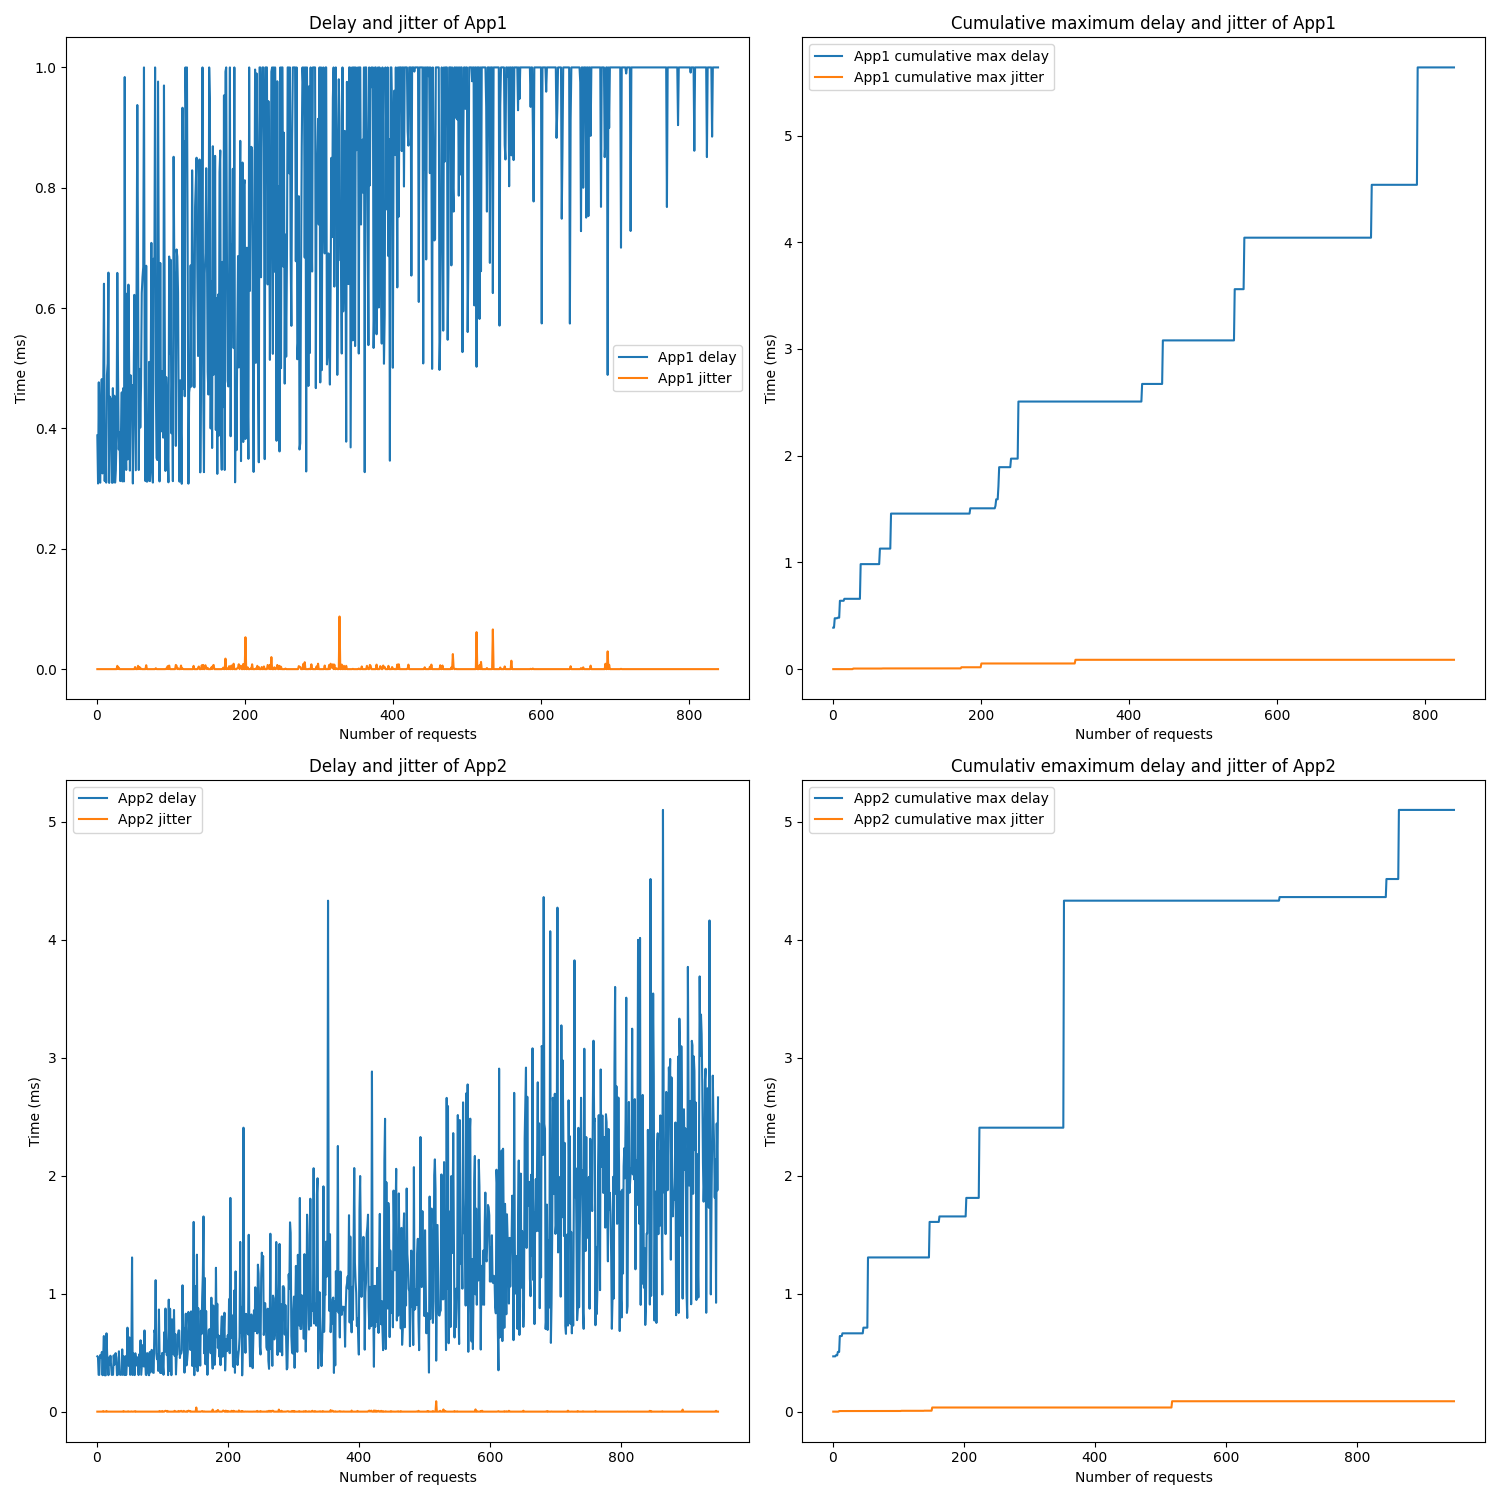 Delay and jitter of App1
1.0
0.8
0.6
0.4
0.2
0.0
Time (ms)
App1 delay
App1 jitter
0 200 400 600 800
Number of requests
Cumulative maximum delay and jitter of App1
App1 cumulative max delay
App1 cumulative max jitter
5
4
3
2
1
0
Time (ms)
0 200 400 600 800
Number of requests
Delay and jitter of App2
App2 delay
App2 jitter
5
4
3
2
1
0
Time (ms)
0 200 400 600 800
Number of requests
Cumulativ emaximum delay and jitter of App2
App2 cumulative max delay
App2 cumulative max jitter
5
4
3
2
1
0
Time (ms)
0 200 400 600 800
Number of requests